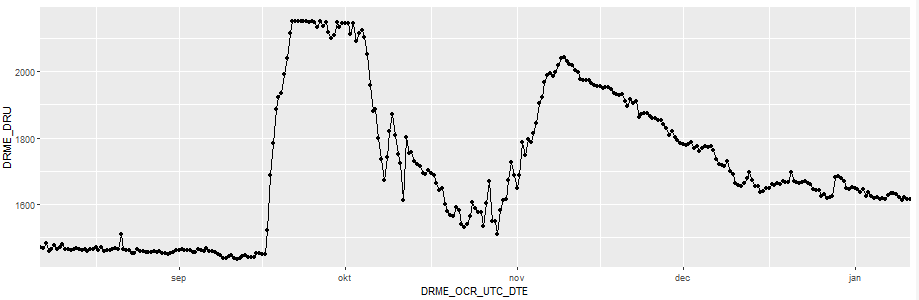 DRME_DRU
2000
1800
1600
sep
okt
nov
dec
jan
DRME_OCR_UTC_DTE